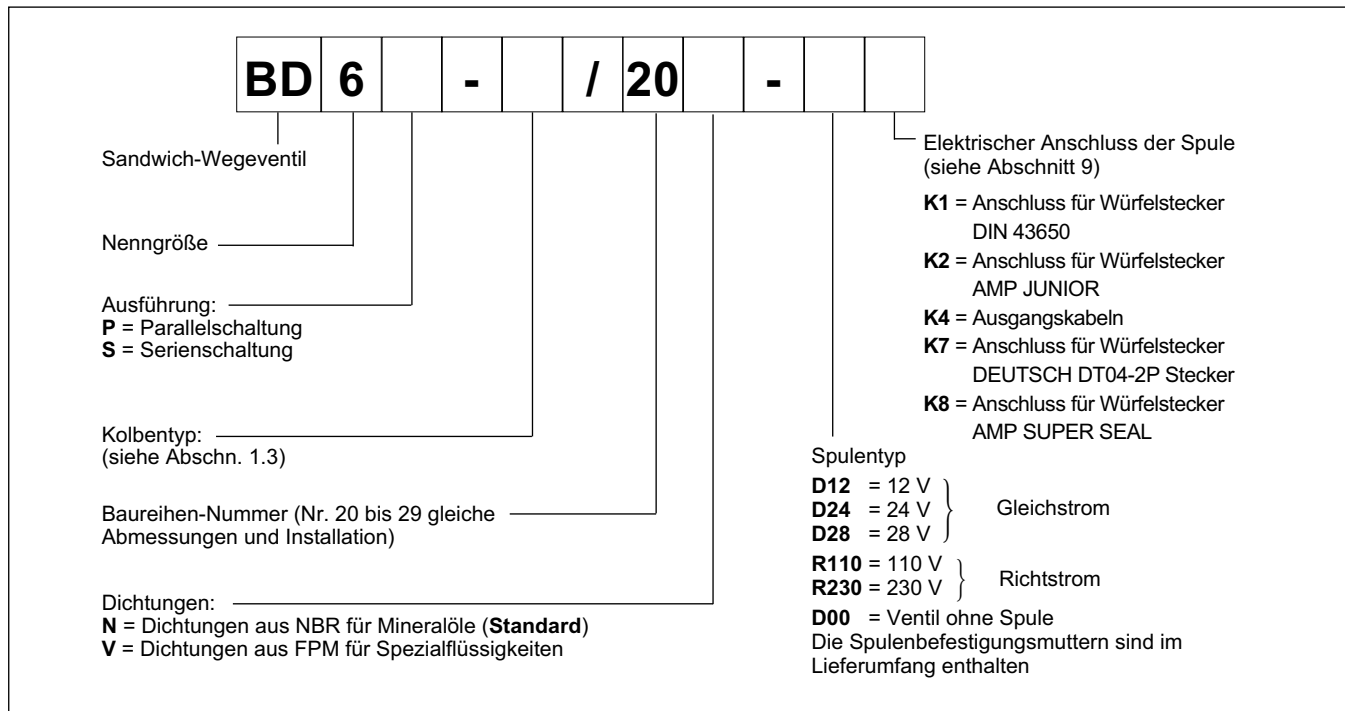 BD 6 - / 20 -
Sandwich-Wegeventil
Nenngröße
Ausführung:
P = Parallelschaltung
S = Serienschaltung
Kolbentyp:
(siehe Abschn. 1.3)
Baureihen-Nummer (Nr. 20 bis 29 gleiche
Abmessungen und Installation)
Dichtungen:
N = Dichtungen aus NBR für Mineralöle (Standard)
V = Dichtungen aus FPM für Spezialflüssigkeiten
Elektrischer Anschluss der Spule
(siehe Abschnitt 9)
K1 = Anschluss für Würfelstecker
DIN 43650
K2 = Anschluss für Würfelstecker
AMP JUNIOR
K4 = Ausgangskabeln
K7 = Anschluss für Würfelstecker
DEUTSCH DT04-2P Stecker
K8 = Anschluss für Würfelstecker
AMP SUPER SEAL
Spulentyp
D12 = 12 V
D24 = 24 V Gleichstrom
D28 = 28 V
R110 = 110 V
R230 = 230 V Richtstrom
D00 = Ventil ohne Spule
Die Spulenbefestigungsmuttern sind im
Lieferumfang enthalten